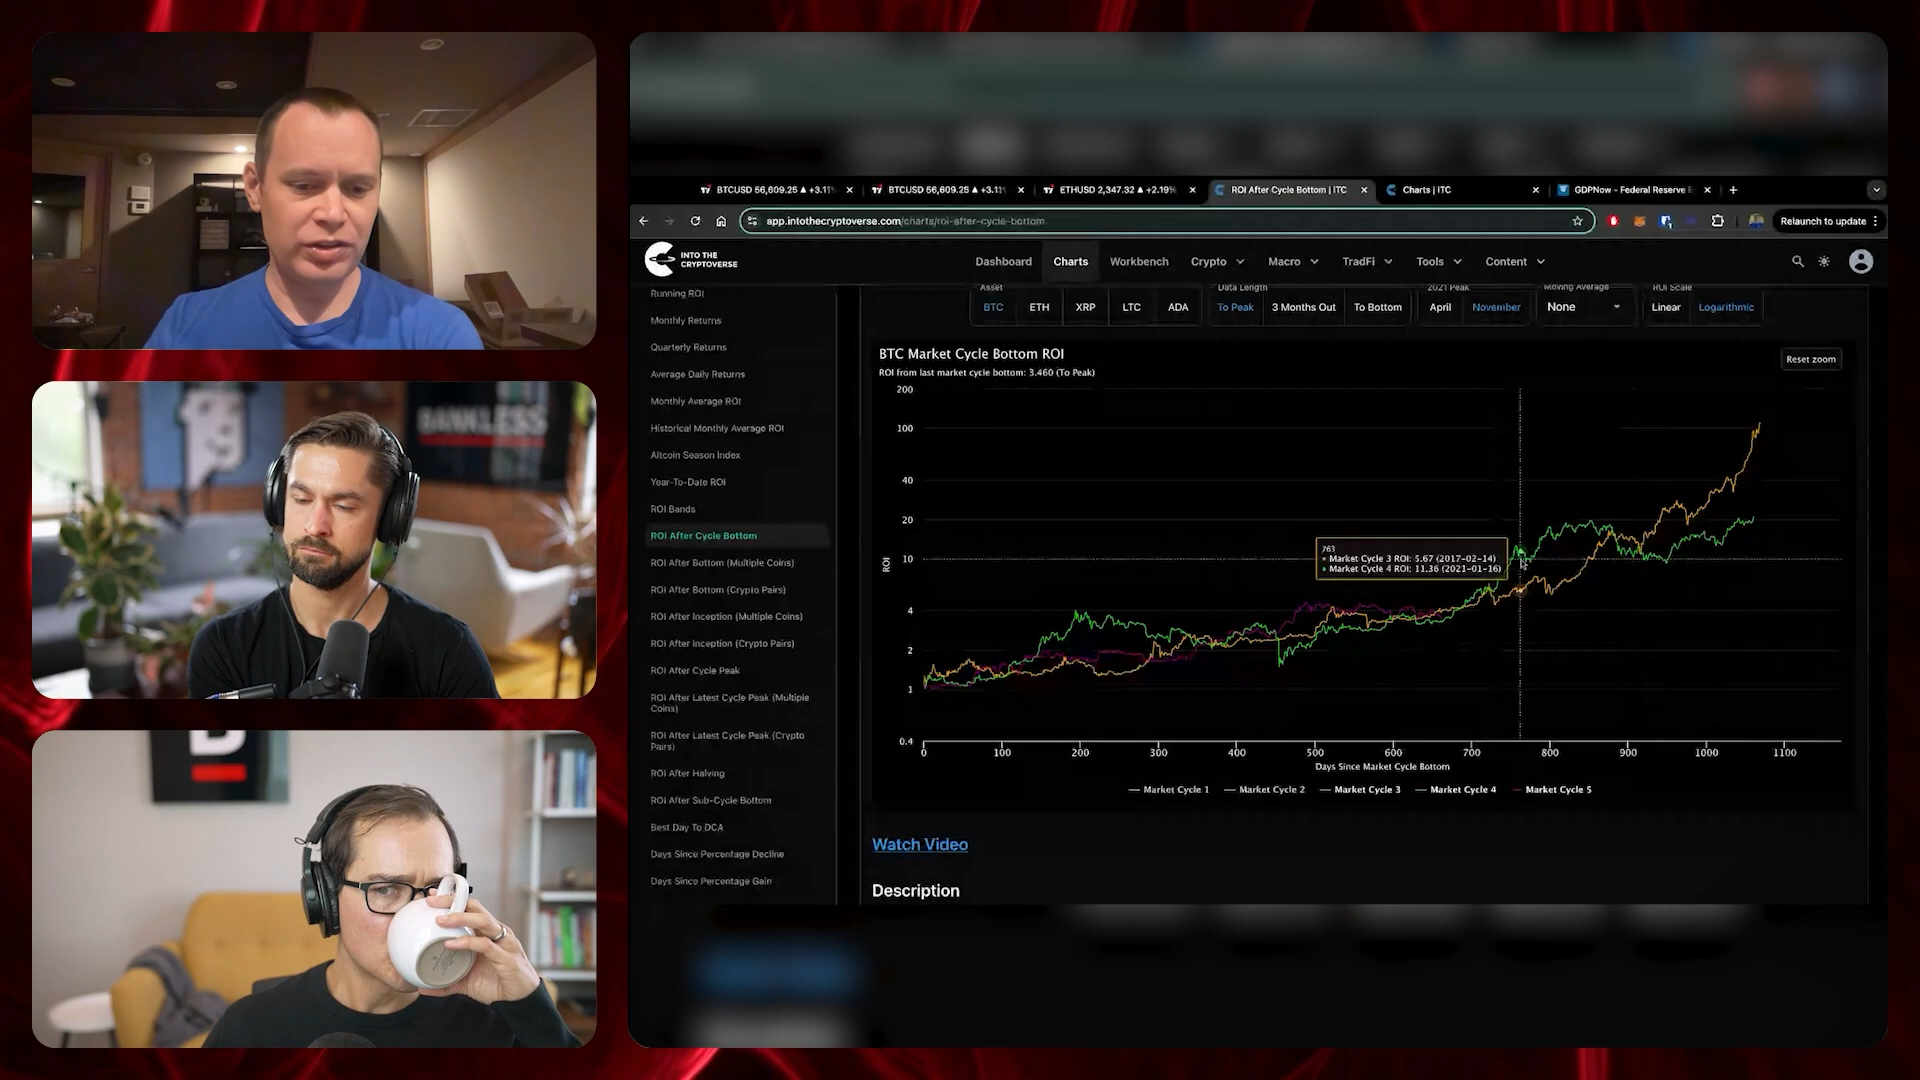 BANKLESS
BTCUSD 56,609.25 ▲ +3.11%
BTCUSD 56,609.25 ▲ +3.11%
ETHUSD 2,347.32 ▲ +2.19%
ROI After Cycle Bottom | ITC
Charts | ITC
GDPNow - Federal Reserve
app.intothecryptoverse.com/charts/roi-after-cycle-bottom
Relaunch to update
INTO THE
CRYPTOVERSE
Dashboard
Charts
Workbench
Crypto
Macro
TradFi
Tools
Content
Running ROI
Monthly Returns
Quarterly Returns
Average Daily Returns
Monthly Average ROI
Historical Monthly Average ROI
Altcoin Season Index
Year-To-Date ROI
ROI Bands
ROI After Cycle Bottom
ROI After Bottom (Multiple Coins)
ROI After Bottom (Crypto Pairs)
ROI After Inception (Multiple Coins)
ROI After Inception (Crypto Pairs)
ROI After Cycle Peak
ROI After Latest Cycle Peak (Multiple
Coins)
ROI After Latest Cycle Peak (Crypto
Pairs)
ROI After Halving
ROI After Sub-Cycle Bottom
Best Day To DCA
Days Since Percentage Decline
Days Since Percentage Gain
Asset
BTC
ETH
XRP
LTC
ADA
Data Length
To Peak
3 Months Out
To Bottom
2021 Peak
April
November
Moving Average
None
ROI Scale
Linear
Logarithmic
BTC Market Cycle Bottom ROI
ROI from last market cycle bottom: 3.460 (To Peak)
Reset zoom
200
100
40
20
10
4
2
1
0.4
ROI
763
Market Cycle 3 ROI: 5.67 (2017-02-14)
Market Cycle 4 ROI: 11.36 (2021-01-16)
0
100
200
300
400
500
600
700
800
900
1000
1100
Days Since Market Cycle Bottom
Market Cycle 1
Market Cycle 2
Market Cycle 3
Market Cycle 4
Market Cycle 5
Watch Video
Description